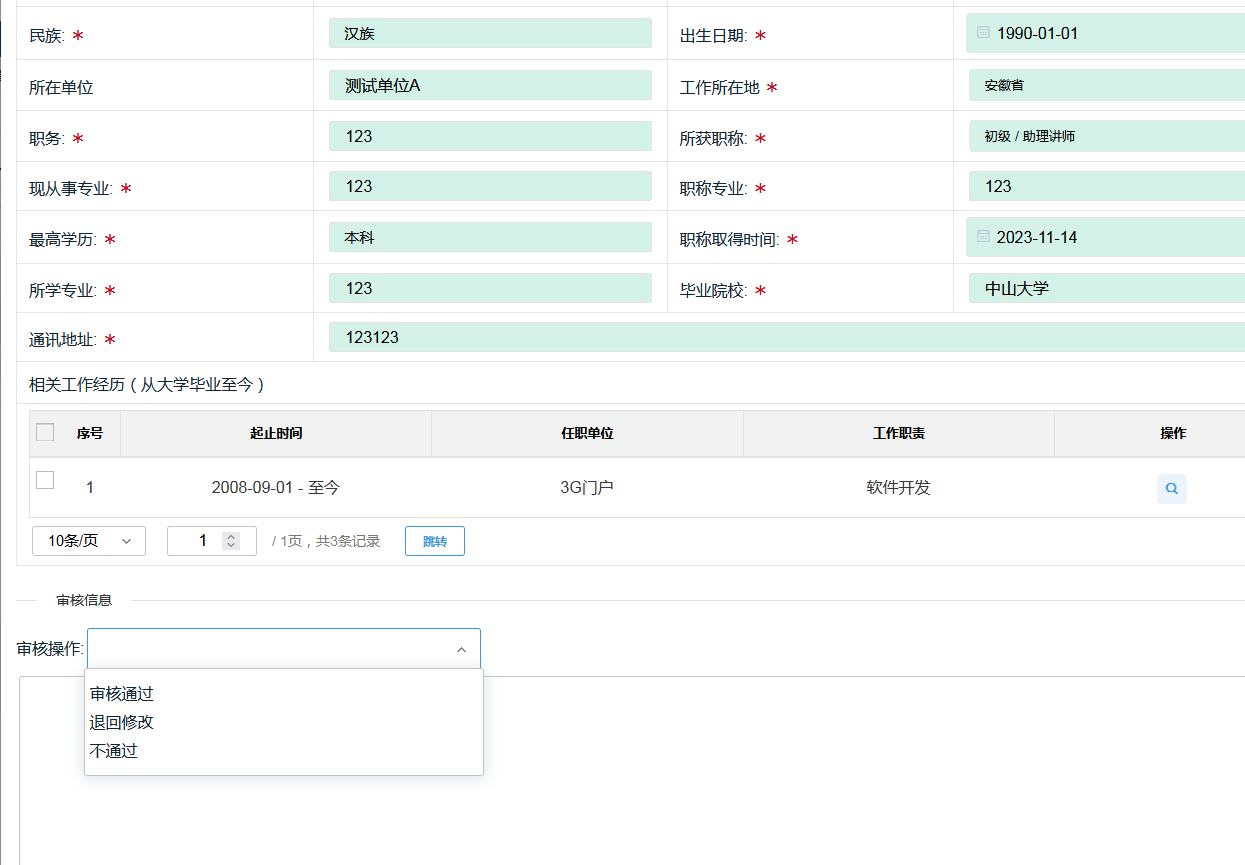 民族: * 汉族 出生日期: * 1990-01-01
所在单位 测试单位A 工作所在地 * 安徽省
职务: * 123 所获职称: * 初级 / 助理讲师
现从事专业: * 123 职称专业: * 123
最高学历: * 本科 职称取得时间: * 2023-11-14
所学专业: * 123 毕业院校: * 中山大学
通讯地址: * 123123
相关工作经历（从大学毕业至今）
序号 起止时间 任职单位 工作职责 操作
1 2008-09-01 - 至今 3G门户 软件开发
10条/页 1 / 1页，共3条记录 跳转
审核信息
审核操作:
审核通过
退回修改
不通过